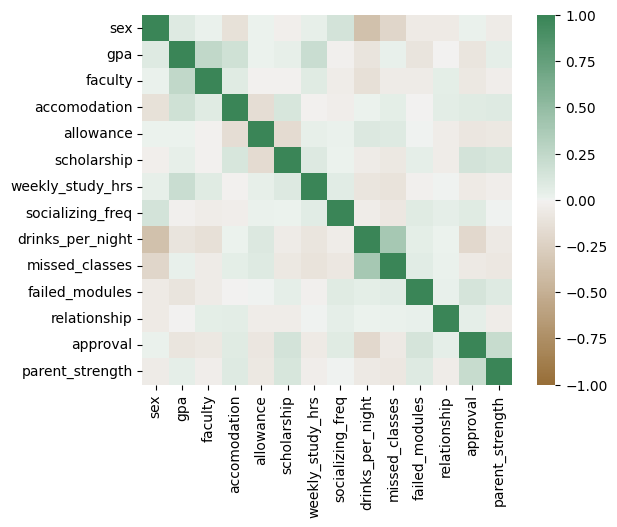 sex
gpa
faculty
accomodation
allowance
scholarship
weekly_study_hrs
socializing_freq
drinks_per_night
missed_classes
failed_modules
relationship
approval
parent_strength
sex
gpa
faculty
accomodation
allowance
scholarship
weekly_study_hrs
socializing_freq
drinks_per_night
missed_classes
failed_modules
relationship
approval
parent_strength
1.00
0.75
0.50
0.25
0.00
−0.25
−0.50
−0.75
−1.00